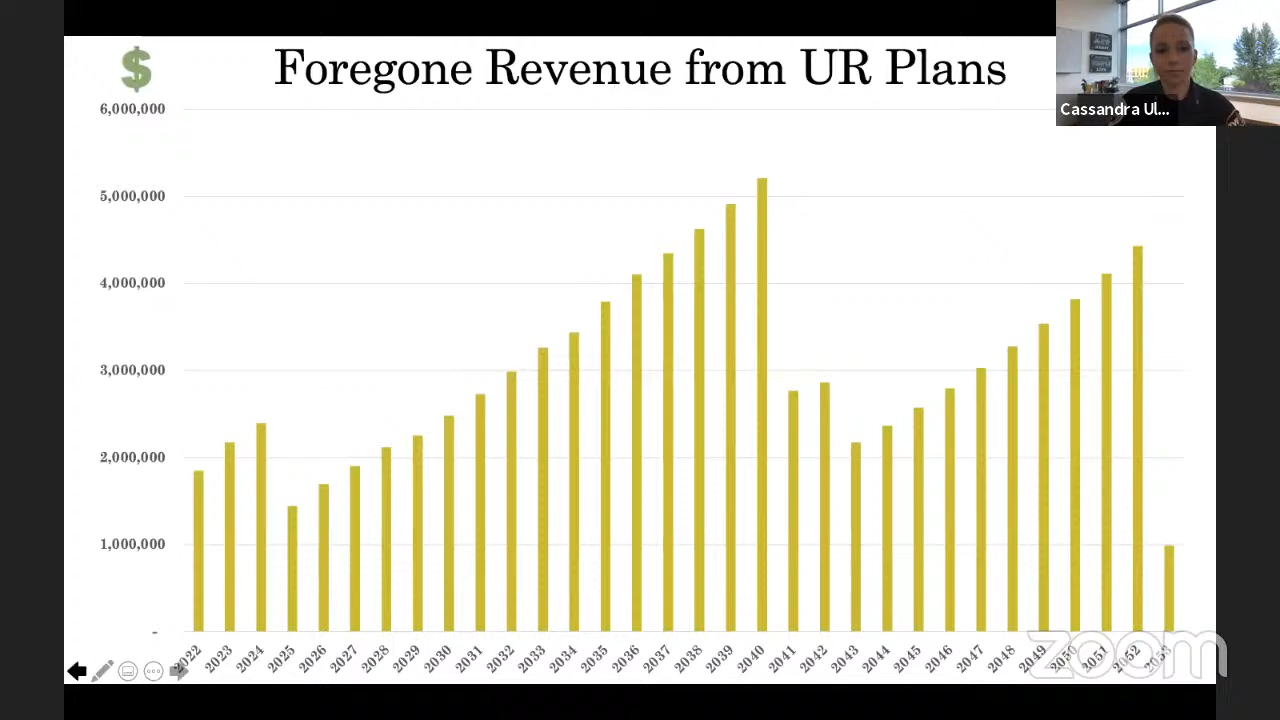 $ Foregone Revenue from UR Plans
Cassandra Ul...
6,000,000
5,000,000
4,000,000
3,000,000
2,000,000
1,000,000
-
2022 2023 2024 2025 2026 2027 2028 2029 2030 2031 2032 2033 2034 2035 2036 2037 2038 2039 2040 2041 2042 2043 2044 2045 2046 2047 2048 2049 2050 2051 2052 2053
zoom